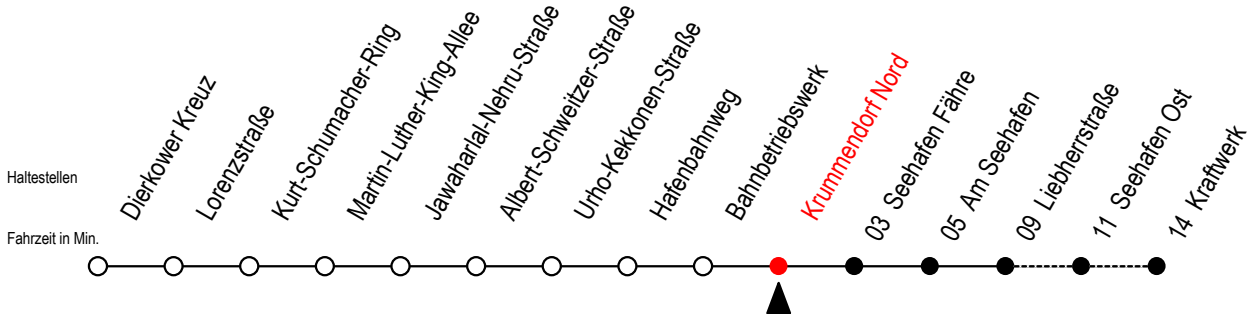 Haltestellen
Fahrzeit in Min.
Dierkower Kreuz
Lorenzstraße
Kurt-Schumacher-Ring
Martin-Luther-King-Allee
Jawaharlal-Nehru-Straße
Albert-Schweitzer-Straße
Urho-Kekkonen-Straße
Hafenbahnweg
Bahnbetriebswerk
Krummendorf Nord
03 Seehafen Fähre
05 Am Seehafen
09 Liebherrstraße
11 Seehafen Ost
14 Kraftwerk